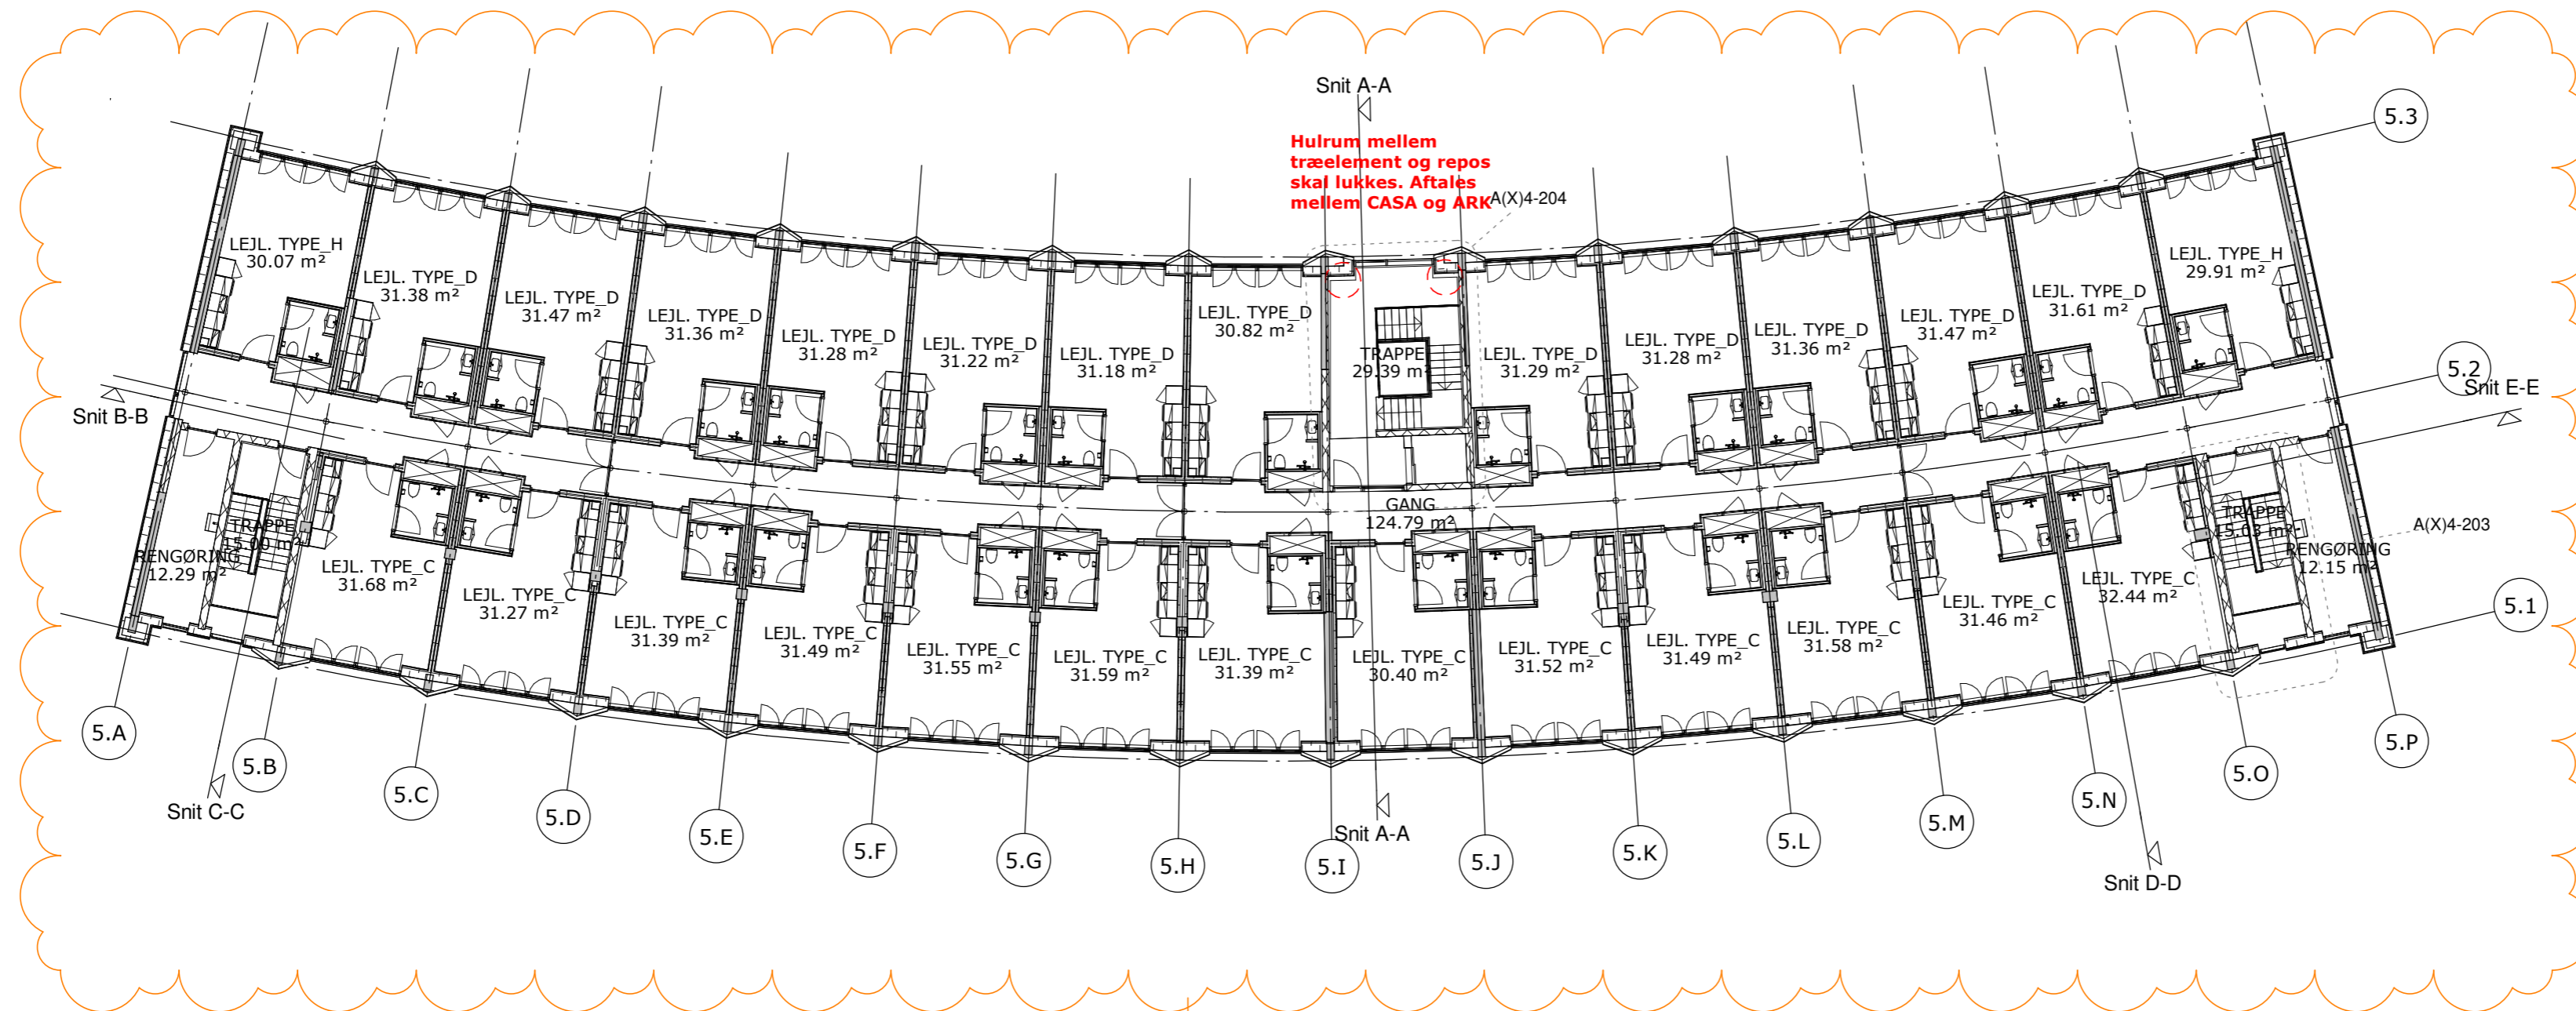 Snit A-A
Hulrum mellem
træelement og repos
skal lukkes. Aftales
mellem CASA og ARK
A(X)4-204
5.3
LEJL. TYPE_H
30.07 m²
LEJL. TYPE_D
31.38 m²
LEJL. TYPE_D
31.47 m²
LEJL. TYPE_D
31.36 m²
LEJL. TYPE_D
31.28 m²
LEJL. TYPE_D
31.22 m²
LEJL. TYPE_D
31.18 m²
LEJL. TYPE_D
30.82 m²
TRAPPE
29.39 m²
LEJL. TYPE_D
31.29 m²
LEJL. TYPE_D
31.28 m²
LEJL. TYPE_D
31.36 m²
LEJL. TYPE_D
31.47 m²
LEJL. TYPE_D
31.61 m²
LEJL. TYPE_H
29.91 m²
5.2
Snit E-E
Snit B-B
GANG
124.79 m²
TRAPPE
15.00 m²
RENGØRING
12.29 m²
LEJL. TYPE_C
31.68 m²
LEJL. TYPE_C
31.27 m²
LEJL. TYPE_C
31.39 m²
LEJL. TYPE_C
31.49 m²
LEJL. TYPE_C
31.55 m²
LEJL. TYPE_C
31.59 m²
LEJL. TYPE_C
31.39 m²
LEJL. TYPE_C
30.40 m²
LEJL. TYPE_C
31.52 m²
LEJL. TYPE_C
31.49 m²
LEJL. TYPE_C
31.58 m²
LEJL. TYPE_C
31.46 m²
LEJL. TYPE_C
32.44 m²
TRAPPE
15.03 m²
RENGØRING
12.15 m²
A(X)4-203
5.1
5.A
5.B
5.C
5.D
5.E
5.F
5.G
5.H
5.I
5.J
5.K
5.L
5.M
5.N
5.O
5.P
Snit C-C
Snit A-A
Snit D-D